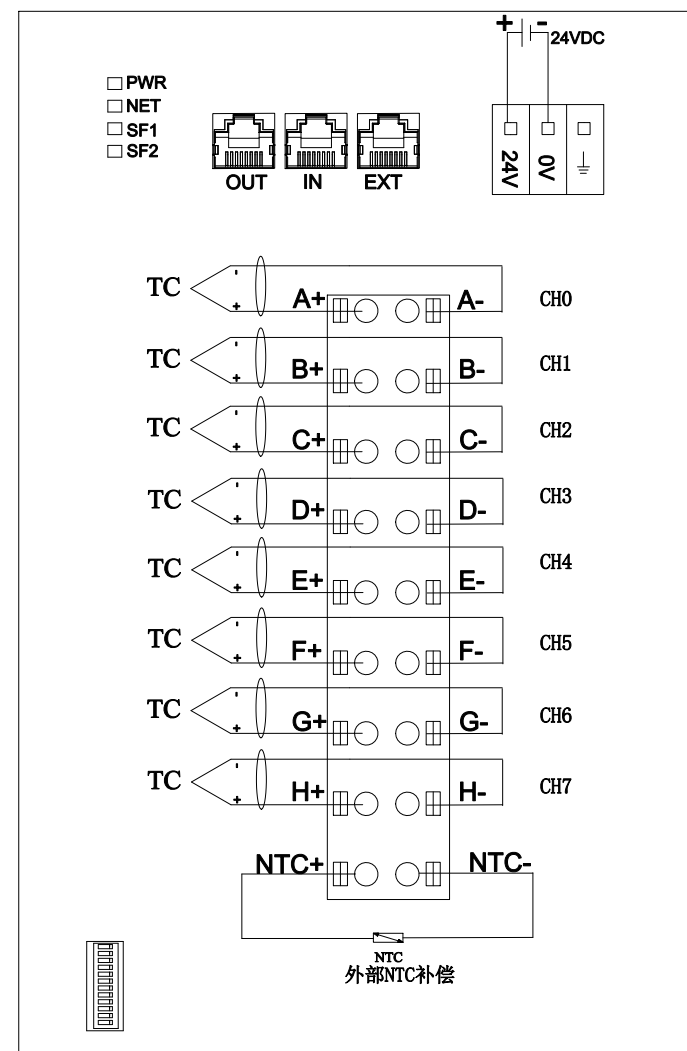 + - 24VDC
PWR
NET
SF1
SF2
OUT IN EXT
24V 0V
TC - + A+ A- CH0
TC - + B+ B- CH1
TC - + C+ C- CH2
TC - + D+ D- CH3
TC - + E+ E- CH4
TC - + F+ F- CH5
TC - + G+ G- CH6
TC - + H+ H- CH7
NTC+ NTC-
NTC
外部NTC补偿